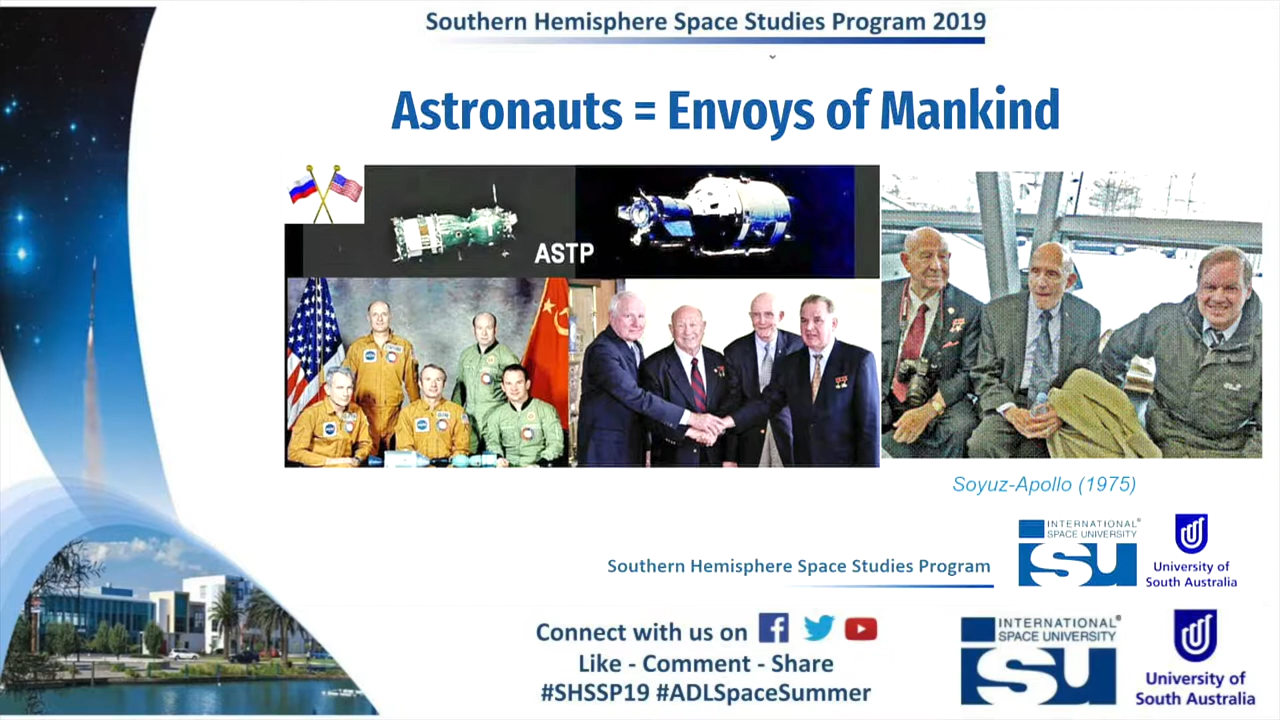 Southern Hemisphere Space Studies Program 2019
Astronauts = Envoys of Mankind
ASTP
Soyuz-Apollo (1975)
INTERNATIONAL
SPACE UNIVERSITY
isu
University of
South Australia
Southern Hemisphere Space Studies Program
Connect with us on
Like - Comment - Share
#SHSSP19 #ADLSpaceSummer
INTERNATIONAL
SPACE UNIVERSITY
isu
University of
South Australia